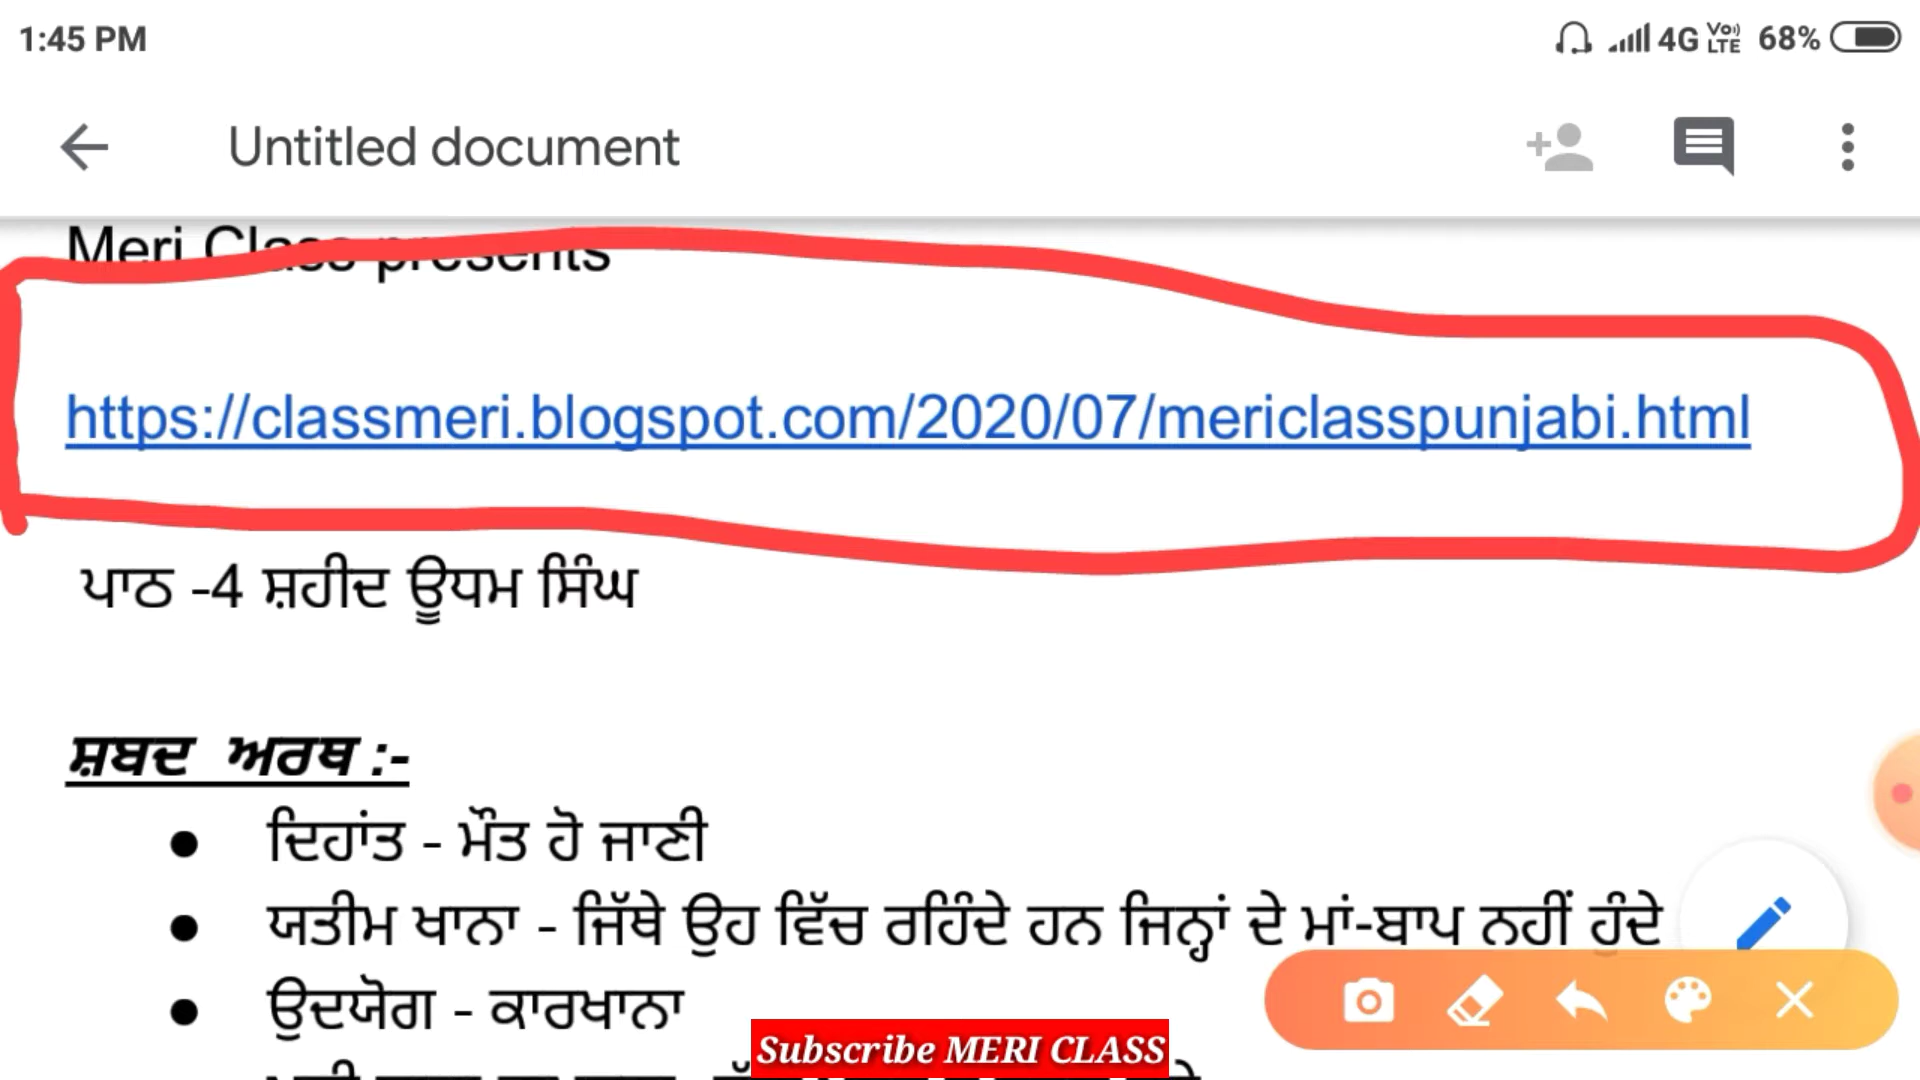 1:45 PM
4G VoLTE 68%
Untitled document
Meri Class presents
https://classmeri.blogspot.com/2020/07/mericlasspunjabi.html
ਪਾਠ -4 ਸ਼ਹੀਦ ਊਧਮ ਸਿੰਘ
ਸ਼ਬਦ ਅਰਥ :-
● ਦਿਹਾਂਤ - ਮੌਤ ਹੋ ਜਾਣੀ
● ਯਤੀਮ ਖਾਨਾ - ਜਿੱਥੇ ਉਹ ਵਿੱਚ ਰਹਿੰਦੇ ਹਨ ਜਿਨ੍ਹਾਂ ਦੇ ਮਾਂ-ਬਾਪ ਨਹੀਂ ਹੁੰਦੇ
● ਉਦਯੋਗ - ਕਾਰਖਾਨਾ
Subscribe MERI CLASS